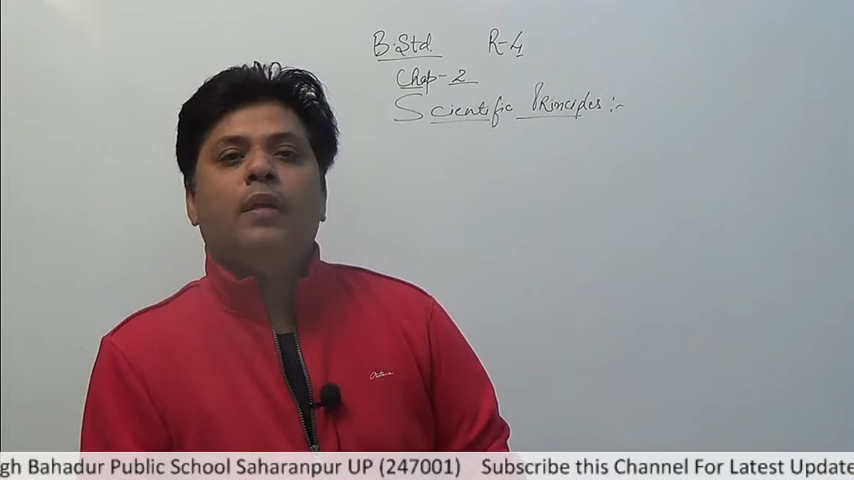 B.Std. R-4
Chap-2
Scientific Principles:-
gh Bahadur Public School Saharanpur UP (247001) Subscribe this Channel For Latest Update